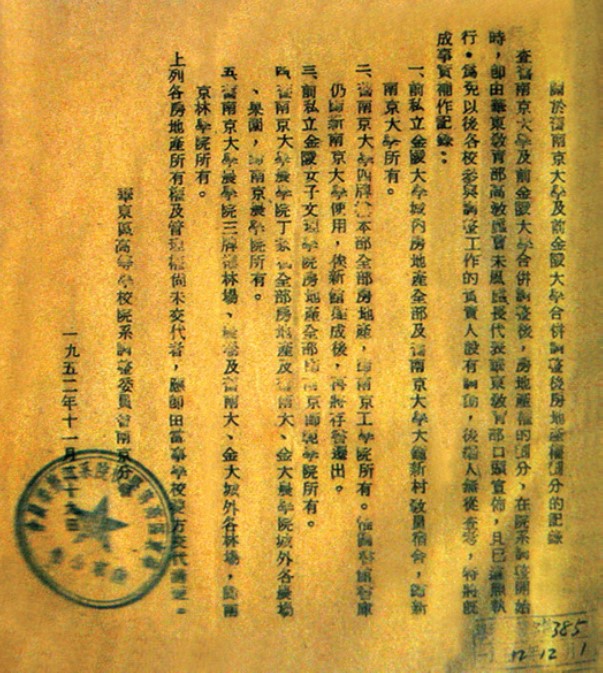 關於舊南京大學及前金陵大學合併調整後房地產權劃分的記錄
查舊南京大學及前金陵大學合併調整後,房地產權的劃分,在院系調整開始
時,卽由華東教育部高教處長代表華東教育部口頭宣佈,且已遵照執
行。爲免以後各校參與調整工作的負責人設有調動,後繼人無從查考,特將旣
成事實補作記錄:
一、前私立金陵大學城內房地產全部及舊南京大學大鐘新村教員宿舍,歸新
南京大學所有。
二、舊南京大學四牌樓本部全部房地產,歸南京工學院所有。惟圖書館書庫
仍歸新南京大學使用,俟新館建成後,再將存書遷出。
三、前私立金陵女子文理學院房地產全部歸南京師範學院所有。
四、舊南京大學農學院丁家橋全部房地產及舊南大、金大農學院城外各農場
、果園,歸南京農學院所有。
五、舊南京大學農學院三牌樓林場、農場及舊南大、金大城外各林場,歸南
京林學院所有。
上列各房地產所有權及管理權尚未交代者,應卽由當事學校雙方交代清楚。
華東區高等學校院系調整委員會南京分會
一九五二年十一月三十日
385
12 12 1